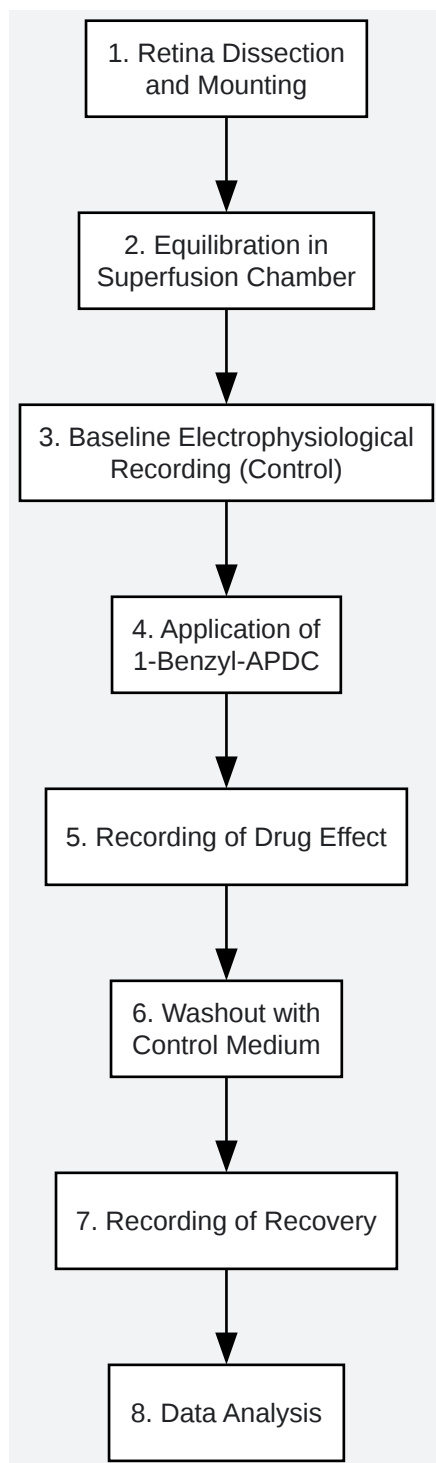 1. Retina Dissection
and Mounting
2. Equilibration in
Superfusion Chamber
3. Baseline Electrophysiological
Recording (Control)
4. Application of
1-Benzyl-APDC
5. Recording of Drug Effect
6. Washout with
Control Medium
7. Recording of Recovery
8. Data Analysis